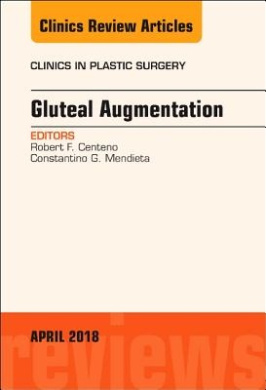 Clinics Review Articles
CLINICS IN PLASTIC SURGERY
Gluteal Augmentation
EDITORS
Robert F. Centeno
Constantino G. Mendieta
APRIL 2018
reviews